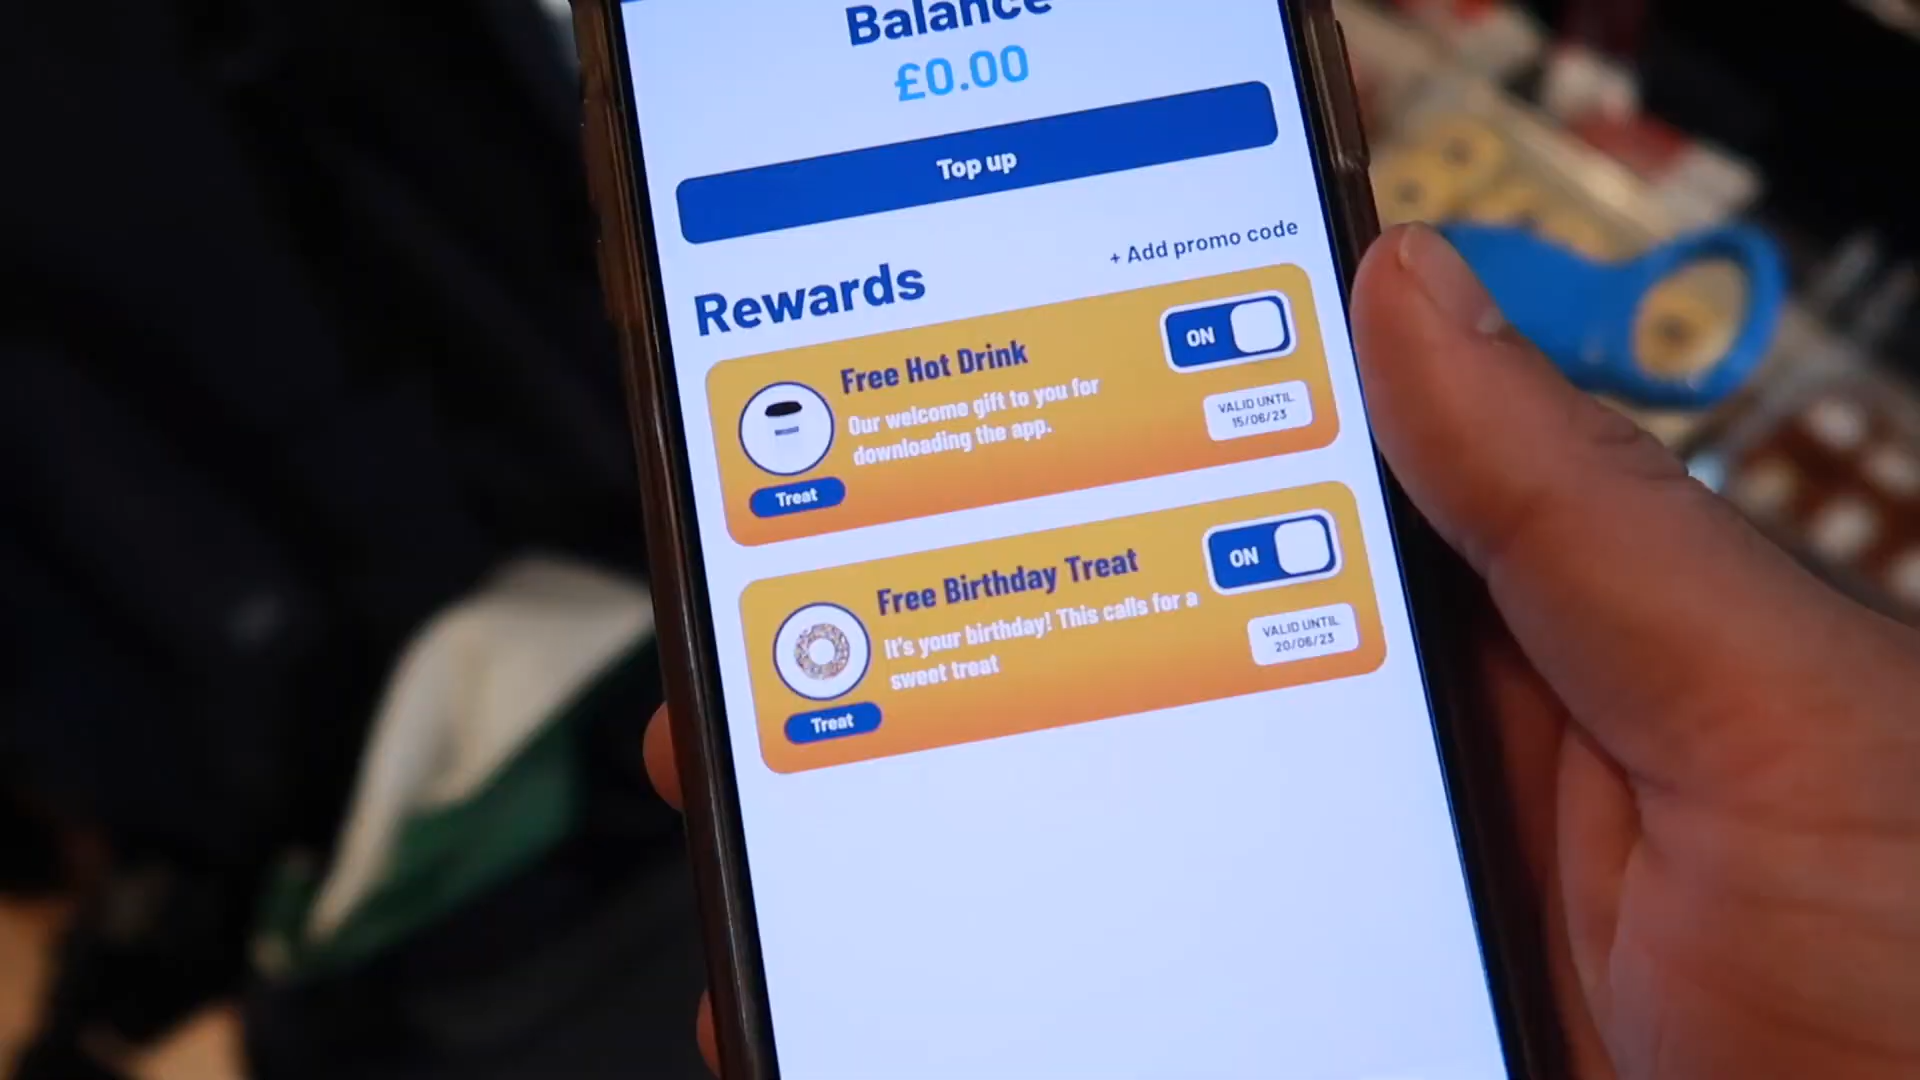 Balance
£0.00
Top up
+ Add promo code
Rewards
Free Hot Drink
Our welcome gift to you for
downloading the app.
ON
VALID UNTIL
15/06/23
Treat
Free Birthday Treat
It's your birthday! This calls for a
sweet treat
ON
VALID UNTIL
20/06/23
Treat